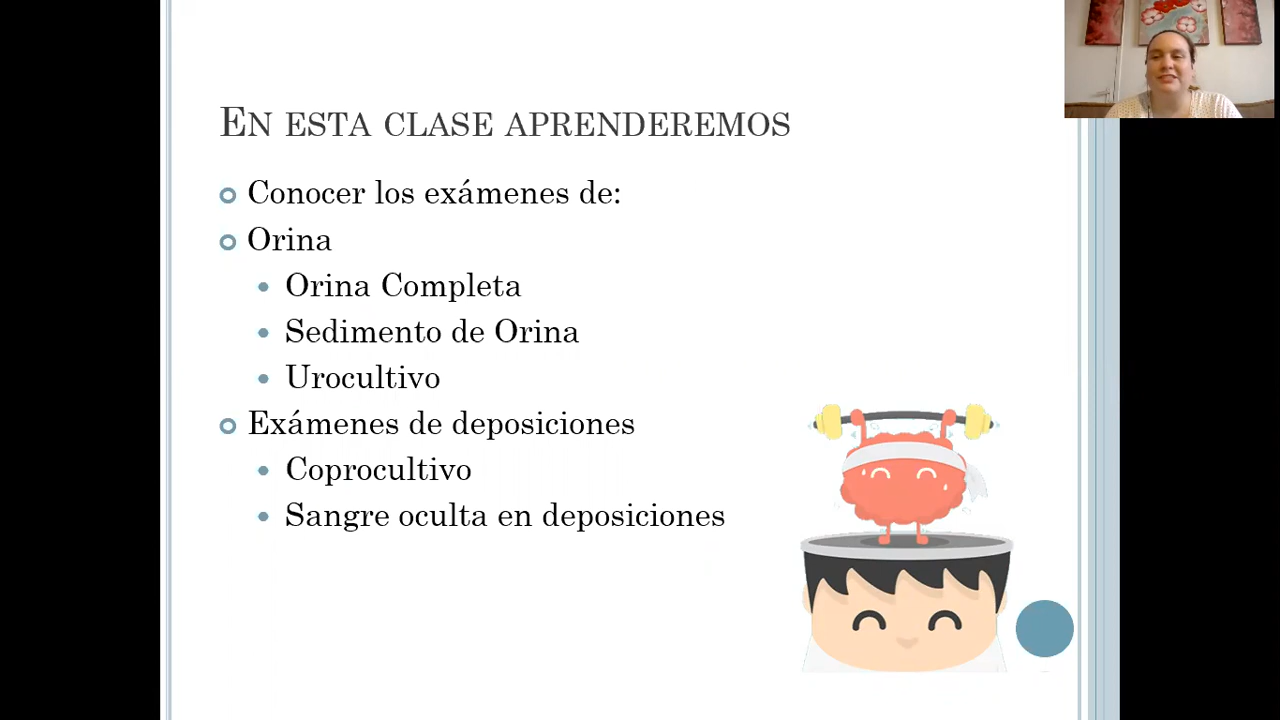 En esta clase aprenderemos
Conocer los exámenes de:
Orina
Orina Completa
Sedimento de Orina
Urocultivo
Exámenes de deposiciones
Coprocultivo
Sangre oculta en deposiciones